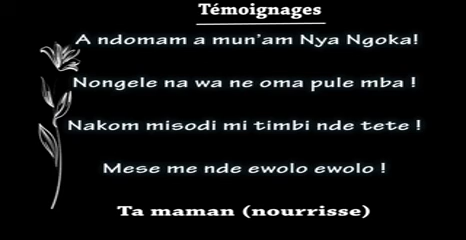 Témoignages
A ndomam a mun'am Nya Ngoka!
Nongele na wa ne oma pule mba !
Nakom misodi mi timbi nde tete !
Mese me nde ewolo ewolo !
Ta maman (nourrisse)